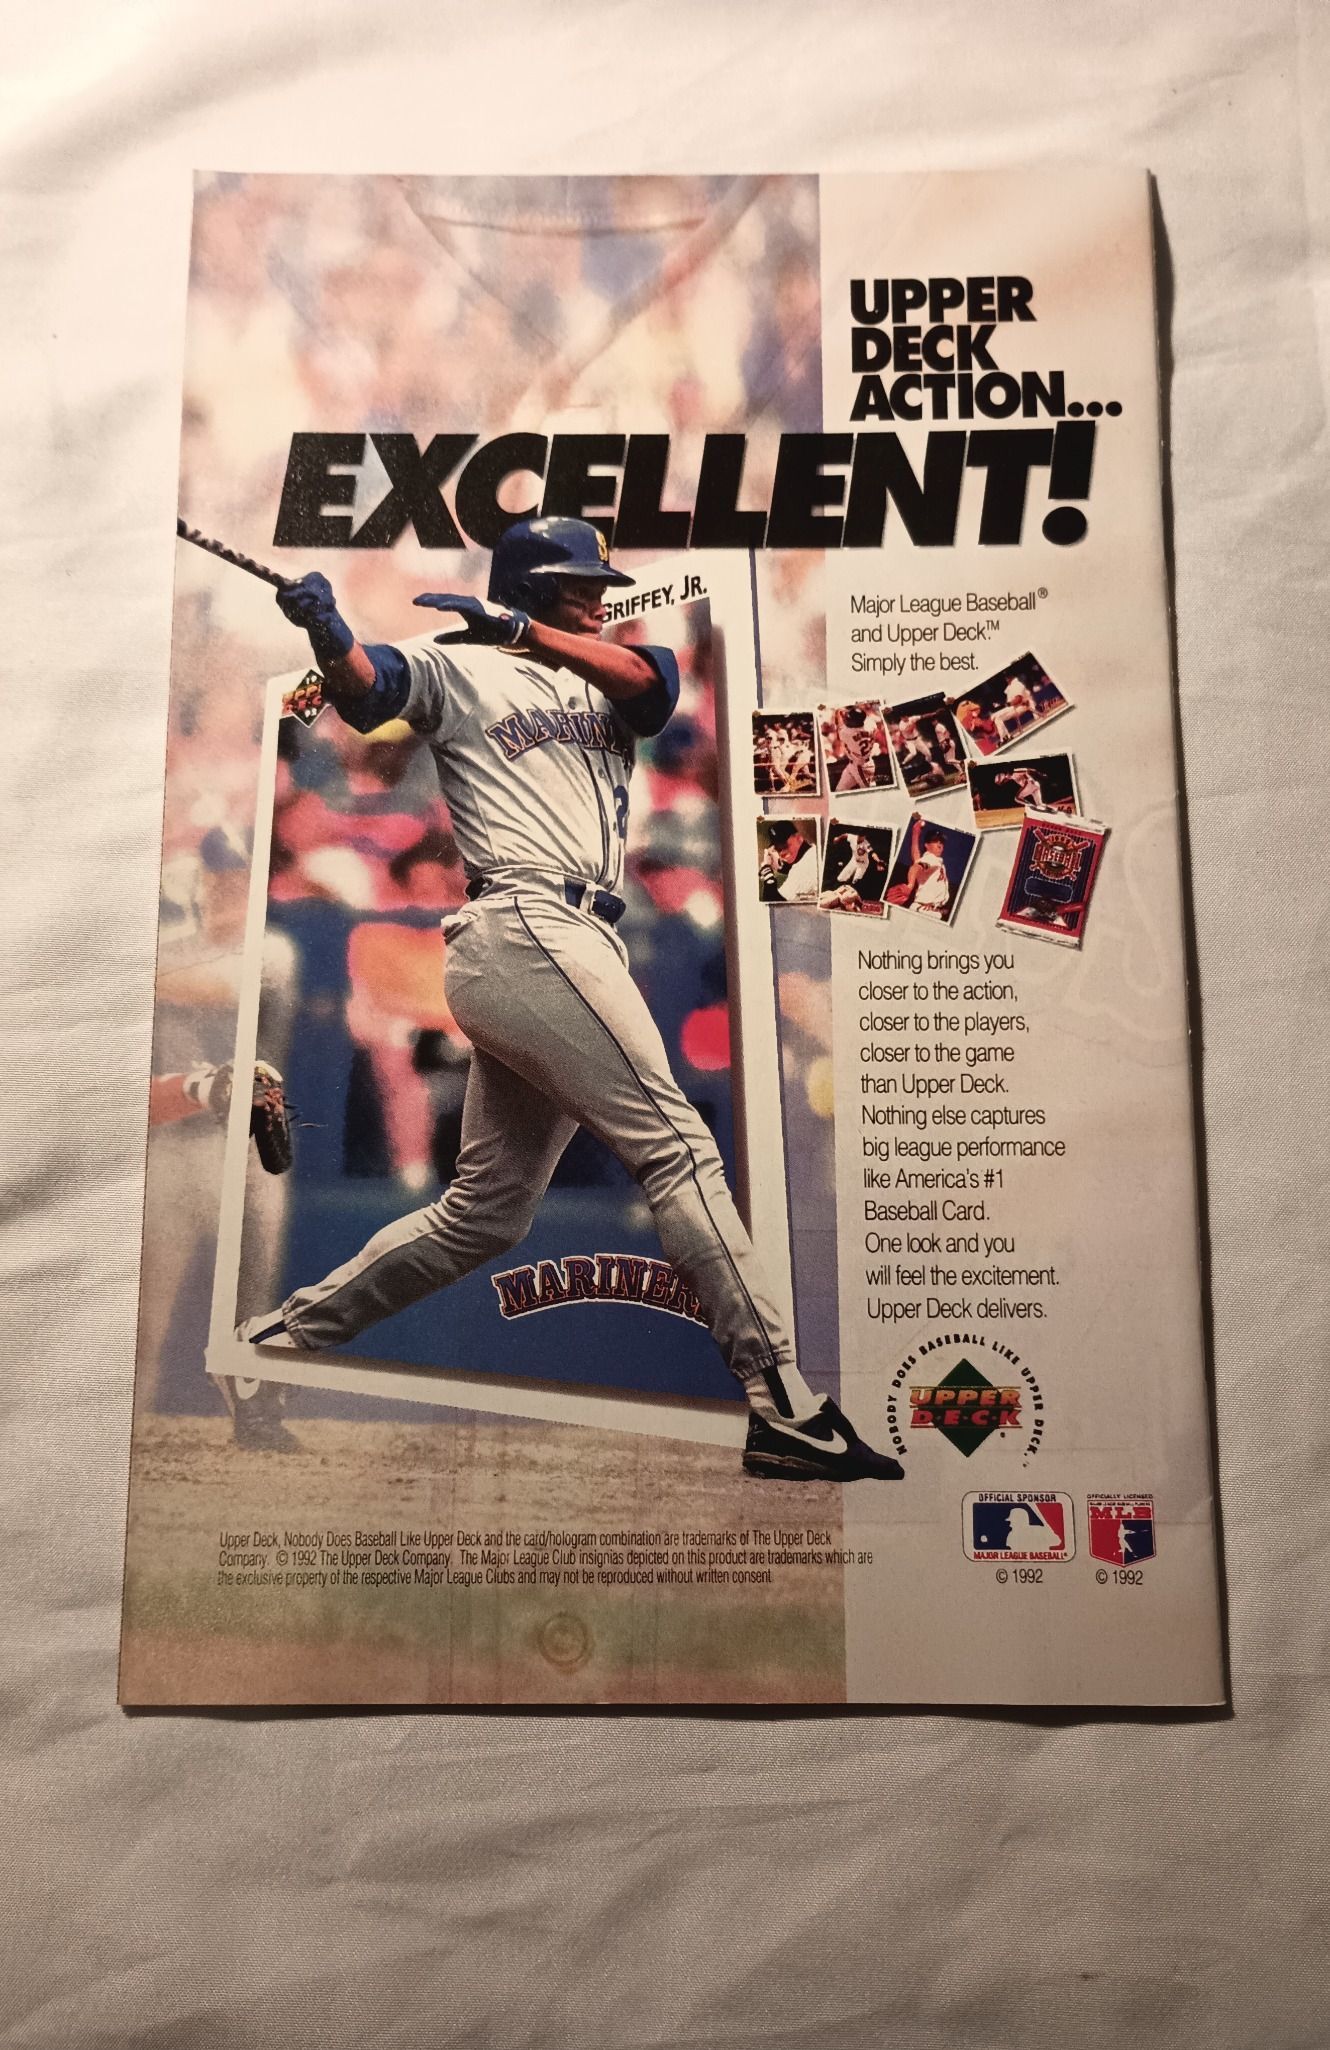 UPPER
DECK
ACTION...
EXCELLENT!
GRIFFEY, JR.
MARIN
2
MARINER
Major League Baseball®
and Upper Deck.™
Simply the best.
Nothing brings you
closer to the action,
closer to the players,
closer to the game
than Upper Deck.
Nothing else captures
big league performance
like America's #1
Baseball Card.
One look and you
will feel the excitement.
Upper Deck delivers.
NOBODY DOES BASEBALL LIKE UPPER DECK.
UPPER
D·E·C·K
OFFICIAL SPONSOR
MAJOR LEAGUE BASEBALL®
© 1992
OFFICIALLY LICENSED
MLB
© 1992
Upper Deck, Nobody Does Baseball Like Upper Deck and the card/hologram combination are trademarks of The Upper Deck
Company. © 1992 The Upper Deck Company. The Major League Club insignias depicted on this product are trademarks which are
the exclusive property of the respective Major League Clubs and may not be reproduced without written consent.